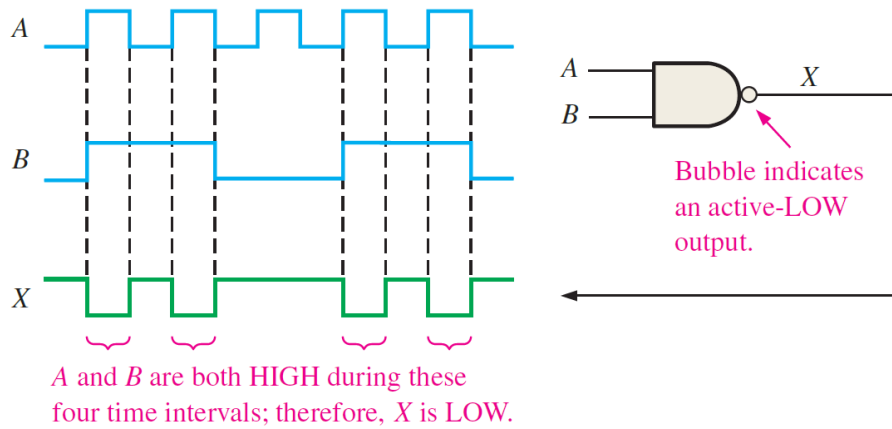 A
B
X
A and B are both HIGH during these
four time intervals; therefore, X is LOW.
A
B
X
Bubble indicates
an active-LOW
output.